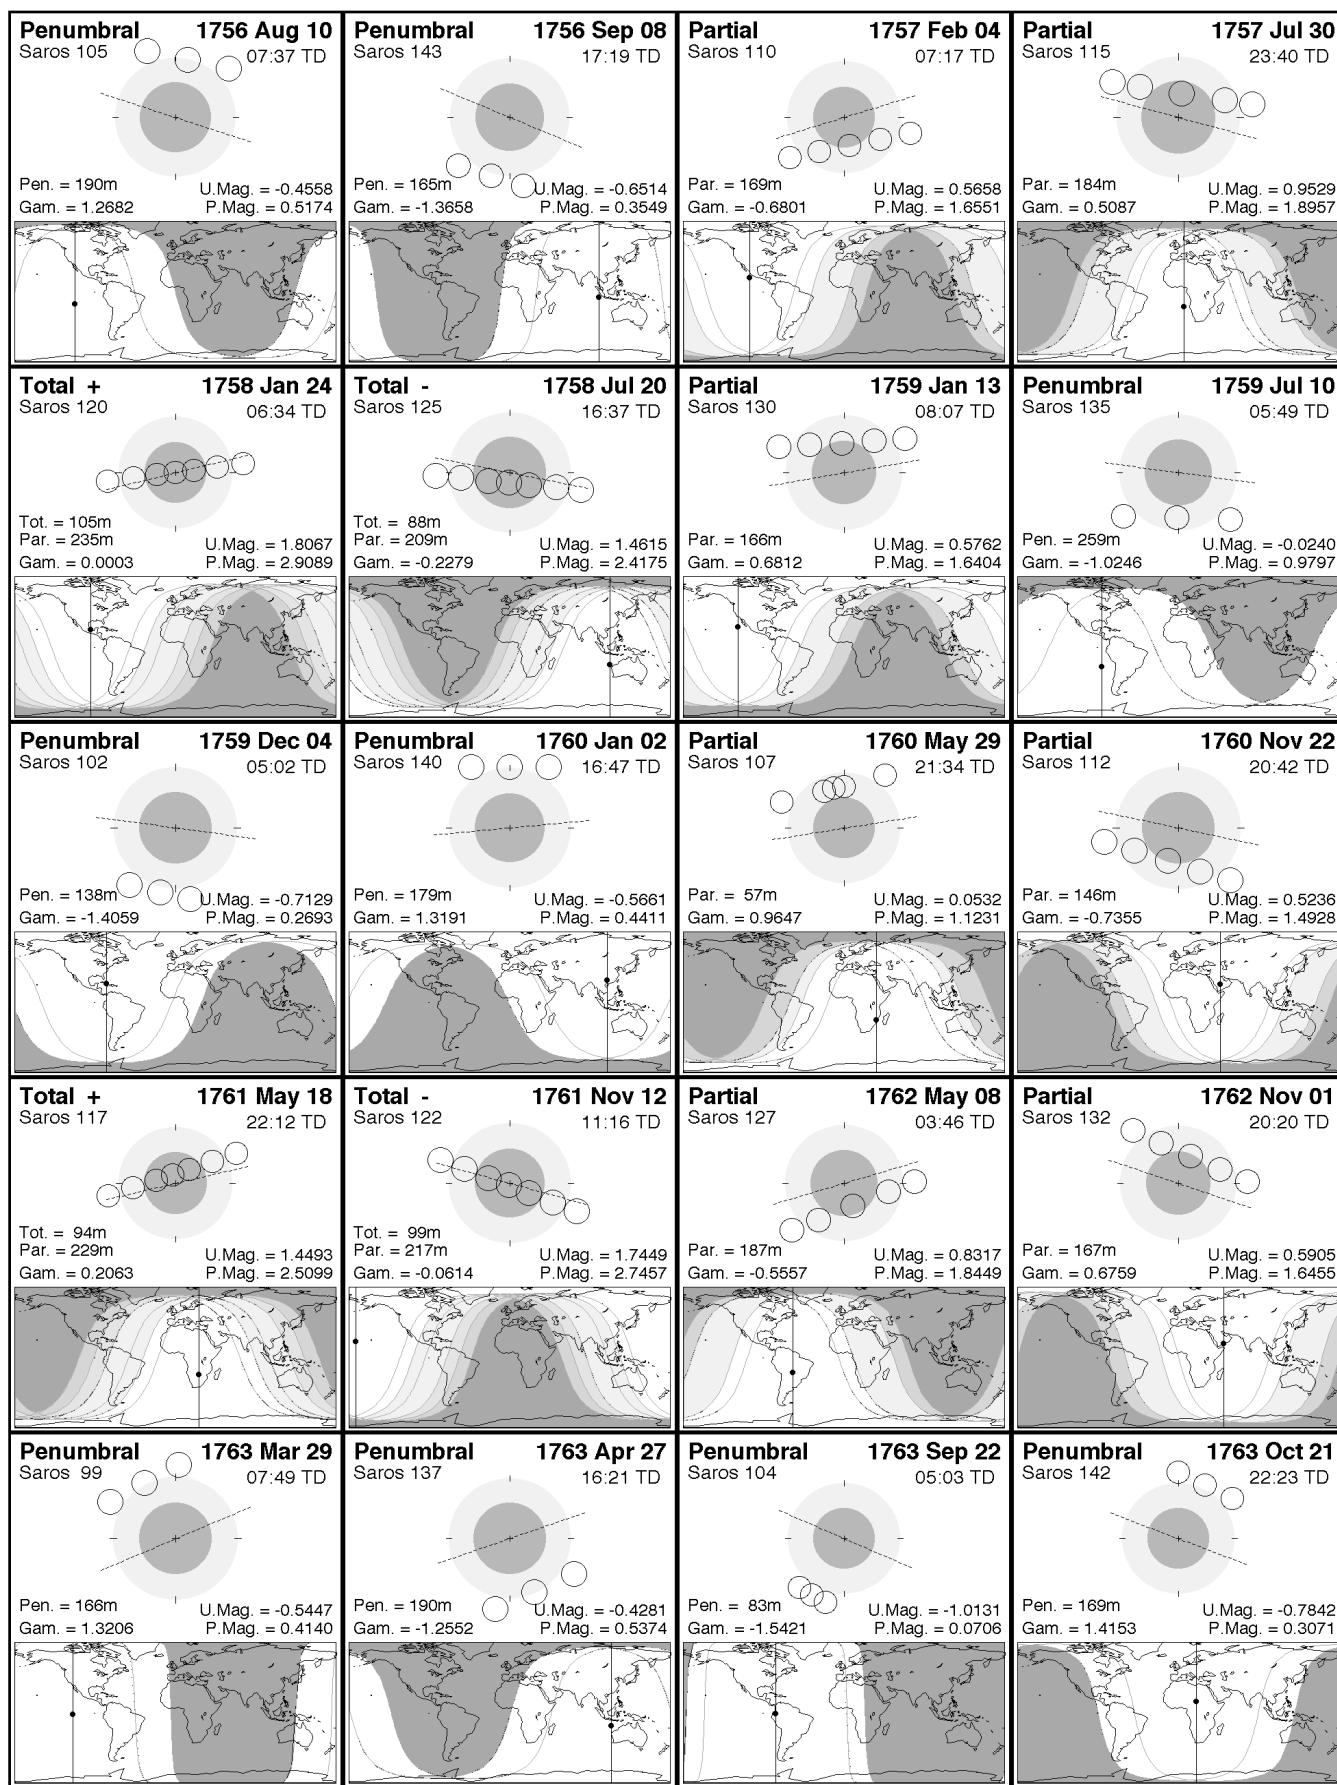 Penumbral 1756 Aug 10
Saros 105 07:37 TD
Pen. = 190m U.Mag. = -0.4558
Gam. = 1.2682 P.Mag. = 0.5174
Penumbral 1756 Sep 08
Saros 143 17:19 TD
Pen. = 165m U.Mag. = -0.6514
Gam. = -1.3658 P.Mag. = 0.3549
Partial 1757 Feb 04
Saros 110 07:17 TD
Par. = 169m U.Mag. = 0.5658
Gam. = -0.6801 P.Mag. = 1.6551
Partial 1757 Jul 30
Saros 115 23:40 TD
Par. = 184m U.Mag. = 0.9529
Gam. = 0.5087 P.Mag. = 1.8957
Total + 1758 Jan 24
Saros 120 06:34 TD
Tot. = 105m
Par. = 235m U.Mag. = 1.8067
Gam. = 0.0003 P.Mag. = 2.9089
Total - 1758 Jul 20
Saros 125 16:37 TD
Tot. = 88m
Par. = 209m U.Mag. = 1.4615
Gam. = -0.2279 P.Mag. = 2.4175
Partial 1759 Jan 13
Saros 130 08:07 TD
Par. = 166m U.Mag. = 0.5762
Gam. = 0.6812 P.Mag. = 1.6404
Penumbral 1759 Jul 10
Saros 135 05:49 TD
Pen. = 259m U.Mag. = -0.0240
Gam. = -1.0246 P.Mag. = 0.9797
Penumbral 1759 Dec 04
Saros 102 05:02 TD
Pen. = 138m U.Mag. = -0.7129
Gam. = -1.4059 P.Mag. = 0.2693
Penumbral 1760 Jan 02
Saros 140 16:47 TD
Pen. = 179m U.Mag. = -0.5661
Gam. = 1.3191 P.Mag. = 0.4411
Partial 1760 May 29
Saros 107 21:34 TD
Par. = 57m U.Mag. = 0.0532
Gam. = 0.9647 P.Mag. = 1.1231
Partial 1760 Nov 22
Saros 112 20:42 TD
Par. = 146m U.Mag. = 0.5236
Gam. = -0.7355 P.Mag. = 1.4928
Total + 1761 May 18
Saros 117 22:12 TD
Tot. = 94m
Par. = 229m U.Mag. = 1.4493
Gam. = 0.2063 P.Mag. = 2.5099
Total - 1761 Nov 12
Saros 122 11:16 TD
Tot. = 99m
Par. = 217m U.Mag. = 1.7449
Gam. = -0.0614 P.Mag. = 2.7457
Partial 1762 May 08
Saros 127 03:46 TD
Par. = 187m U.Mag. = 0.8317
Gam. = -0.5557 P.Mag. = 1.8449
Partial 1762 Nov 01
Saros 132 20:20 TD
Par. = 167m U.Mag. = 0.5905
Gam. = 0.6759 P.Mag. = 1.6455
Penumbral 1763 Mar 29
Saros 99 07:49 TD
Pen. = 166m U.Mag. = -0.5447
Gam. = 1.3206 P.Mag. = 0.4140
Penumbral 1763 Apr 27
Saros 137 16:21 TD
Pen. = 190m U.Mag. = -0.4281
Gam. = -1.2552 P.Mag. = 0.5374
Penumbral 1763 Sep 22
Saros 104 05:03 TD
Pen. = 83m U.Mag. = -1.0131
Gam. = -1.5421 P.Mag. = 0.0706
Penumbral 1763 Oct 21
Saros 142 22:23 TD
Pen. = 169m U.Mag. = -0.7842
Gam. = 1.4153 P.Mag. = 0.3071